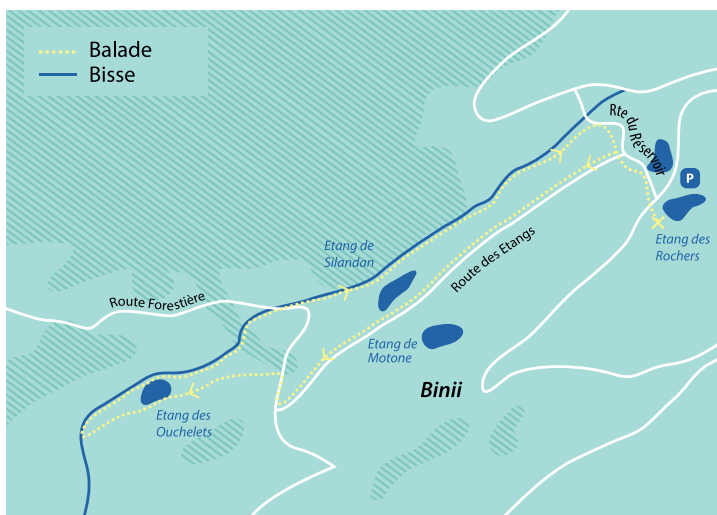 Balade
Bisse
Rte du Réservoir
P
Etang des
Rochers
Etang de
Silandan
Route des Etangs
Route Forestière
Etang de
Motone
Binii
Etang des
Ouchelets